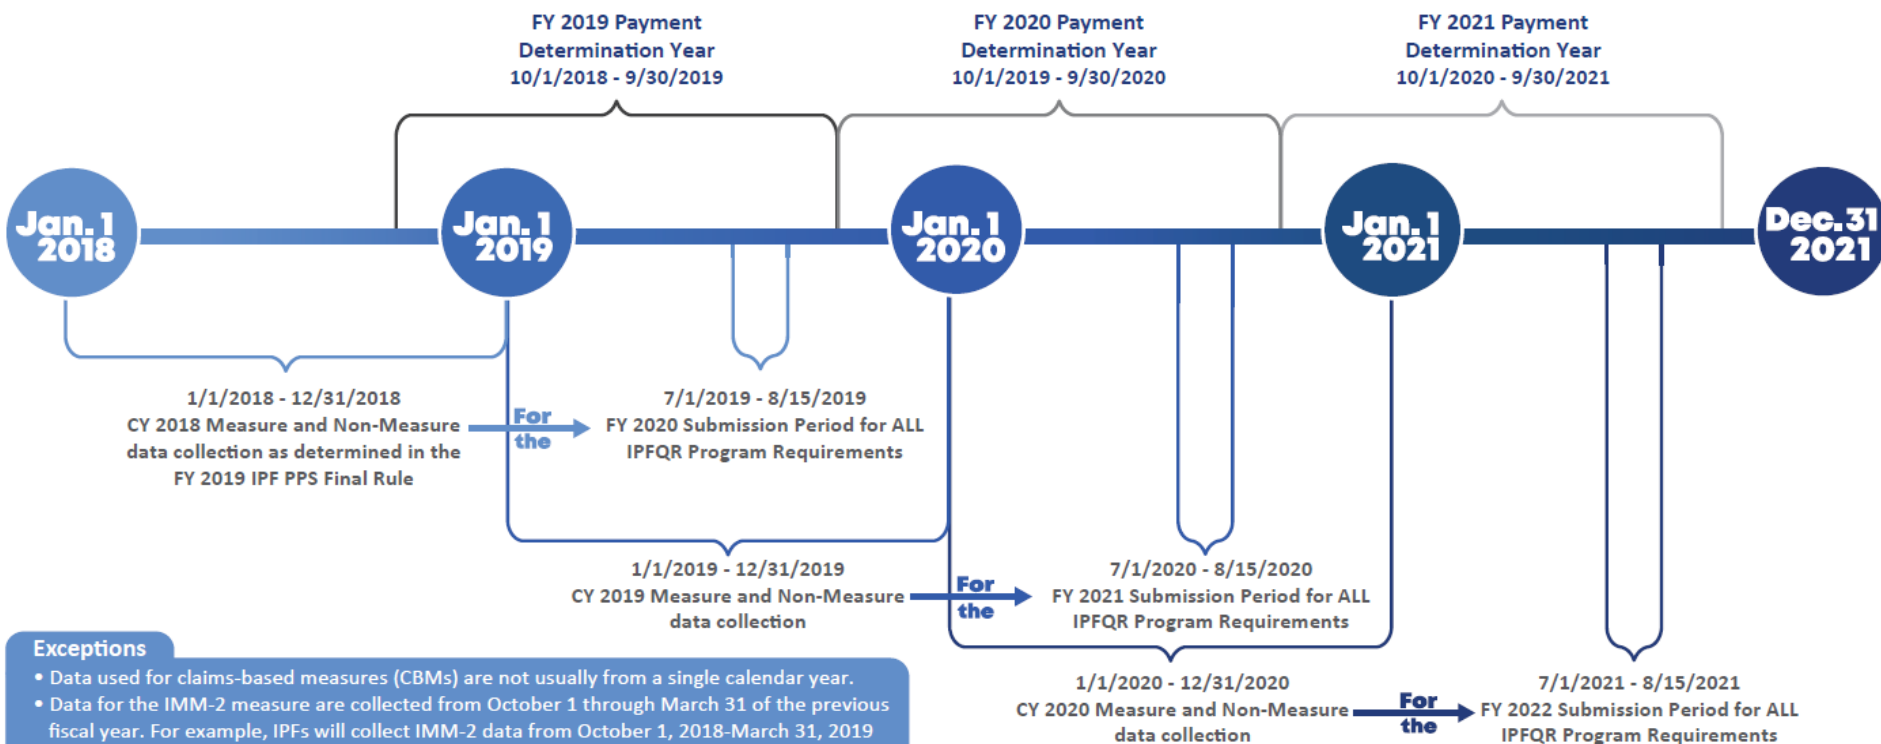 FY 2019 Payment
Determination Year
10/1/2018 - 9/30/2019
FY 2020 Payment
Determination Year
10/1/2019 - 9/30/2020
FY 2021 Payment
Determination Year
10/1/2020 - 9/30/2021
Jan. 1
2018
Jan. 1
2019
Jan. 1
2020
Jan. 1
2021
Dec. 31
2021
1/1/2018 - 12/31/2018
CY 2018 Measure and Non-Measure
data collection as determined in the
FY 2019 IPF PPS Final Rule
For
the
7/1/2019 - 8/15/2019
FY 2020 Submission Period for ALL
IPFQR Program Requirements
1/1/2019 - 12/31/2019
CY 2019 Measure and Non-Measure
data collection
For
the
7/1/2020 - 8/15/2020
FY 2021 Submission Period for ALL
IPFQR Program Requirements
1/1/2020 - 12/31/2020
CY 2020 Measure and Non-Measure
data collection
For
the
7/1/2021 - 8/15/2021
FY 2022 Submission Period for ALL
IPFQR Program Requirements
Exceptions
• Data used for claims-based measures (CBMs) are not usually from a single calendar year.
• Data for the IMM-2 measure are collected from October 1 through March 31 of the previous
fiscal year. For example, IPFs will collect IMM-2 data from October 1, 2018-March 31, 2019